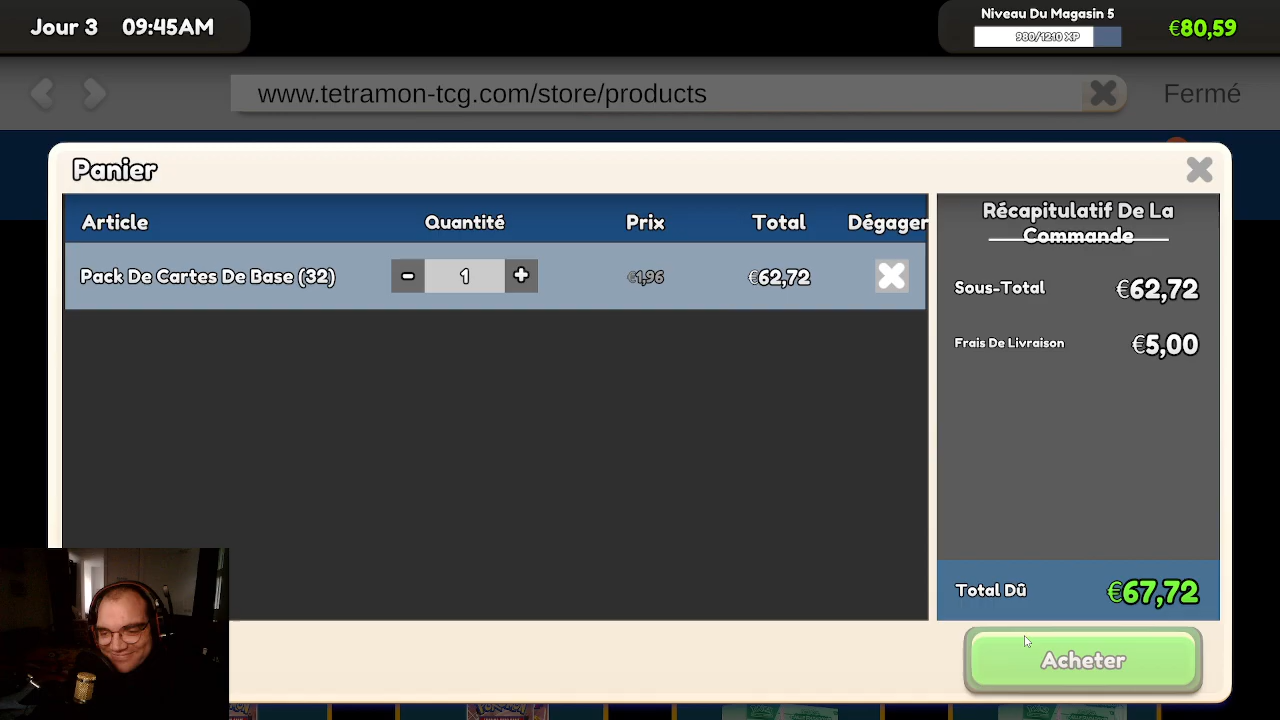 Jour 3 09:45AM
Niveau Du Magasin 5
980/1210 XP
€80,59
www.tetramon-tcg.com/store/products
Fermé
Panier
Article Quantité Prix Total Dégager
Pack De Cartes De Base (32) - 1 + €1,96 €62,72
Récapitulatif De La
Commande
Sous-Total €62,72
Frais De Livraison €5,00
Total Dû €67,72
Acheter